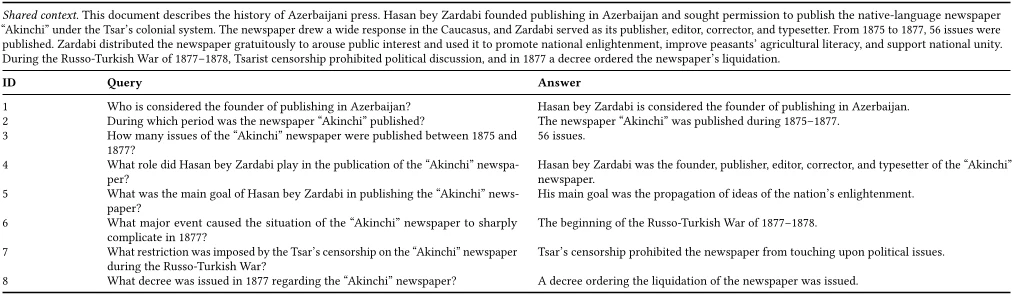 Shared context. This document describes the history of Azerbaijani press. Hasan bey Zardabi founded publishing in Azerbaijan and sought permission to publish the native-language newspaper
“Akinchi” under the Tsar’s colonial system. The newspaper drew a wide response in the Caucasus, and Zardabi served as its publisher, editor, corrector, and typesetter. From 1875 to 1877, 56 issues were
published. Zardabi distributed the newspaper gratuitously to arouse public interest and used it to promote national enlightenment, improve peasants’ agricultural literacy, and support national unity.
During the Russo-Turkish War of 1877–1878, Tsarist censorship prohibited political discussion, and in 1877 a decree ordered the newspaper’s liquidation.
ID Query Answer
1 Who is considered the founder of publishing in Azerbaijan? Hasan bey Zardabi is considered the founder of publishing in Azerbaijan.
2 During which period was the newspaper “Akinchi” published? The newspaper “Akinchi” was published during 1875–1877.
3 How many issues of the “Akinchi” newspaper were published between 1875 and 56 issues.
1877?
4 What role did Hasan bey Zardabi play in the publication of the “Akinchi” newspa- Hasan bey Zardabi was the founder, publisher, editor, corrector, and typesetter of the “Akinchi”
per? newspaper.
5 What was the main goal of Hasan bey Zardabi in publishing the “Akinchi” news- His main goal was the propagation of ideas of the nation’s enlightenment.
paper?
6 What major event caused the situation of the “Akinchi” newspaper to sharply The beginning of the Russo-Turkish War of 1877–1878.
complicate in 1877?
7 What restriction was imposed by the Tsar’s censorship on the “Akinchi” newspaper Tsar’s censorship prohibited the newspaper from touching upon political issues.
during the Russo-Turkish War?
8 What decree was issued in 1877 regarding the “Akinchi” newspaper? A decree ordering the liquidation of the newspaper was issued.